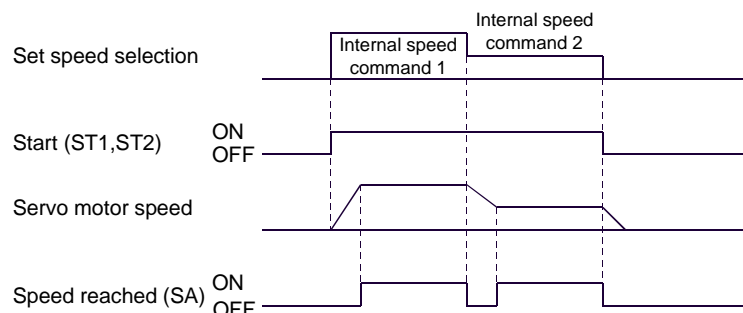 Set speed selection
Internal speed
command 1
Internal speed
command 2
Start (ST1,ST2)
ON
OFF
Servo motor speed
Speed reached (SA)
ON
OFF